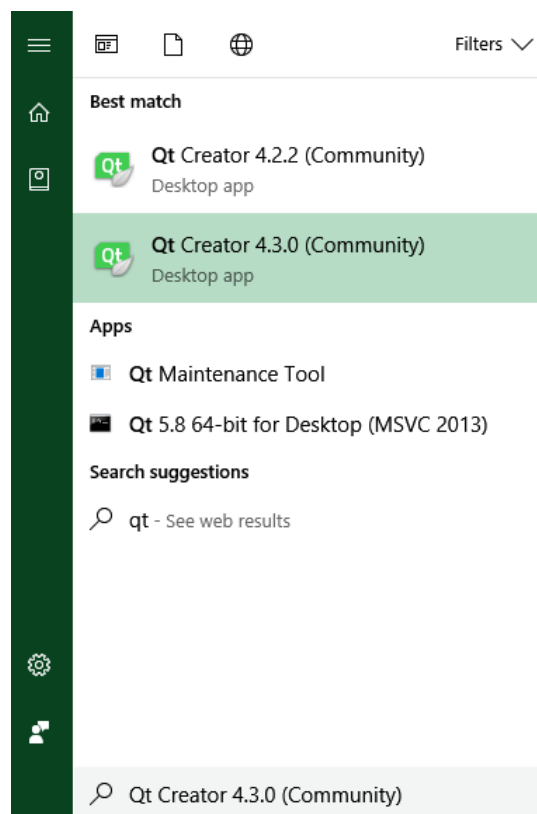 Filters
Best match
Qt
Qt Creator 4.2.2 (Community)
Desktop app
Qt
Qt Creator 4.3.0 (Community)
Desktop app
Apps
Qt Maintenance Tool
Qt 5.8 64-bit for Desktop (MSVC 2013)
Search suggestions
qt - See web results
Qt Creator 4.3.0 (Community)